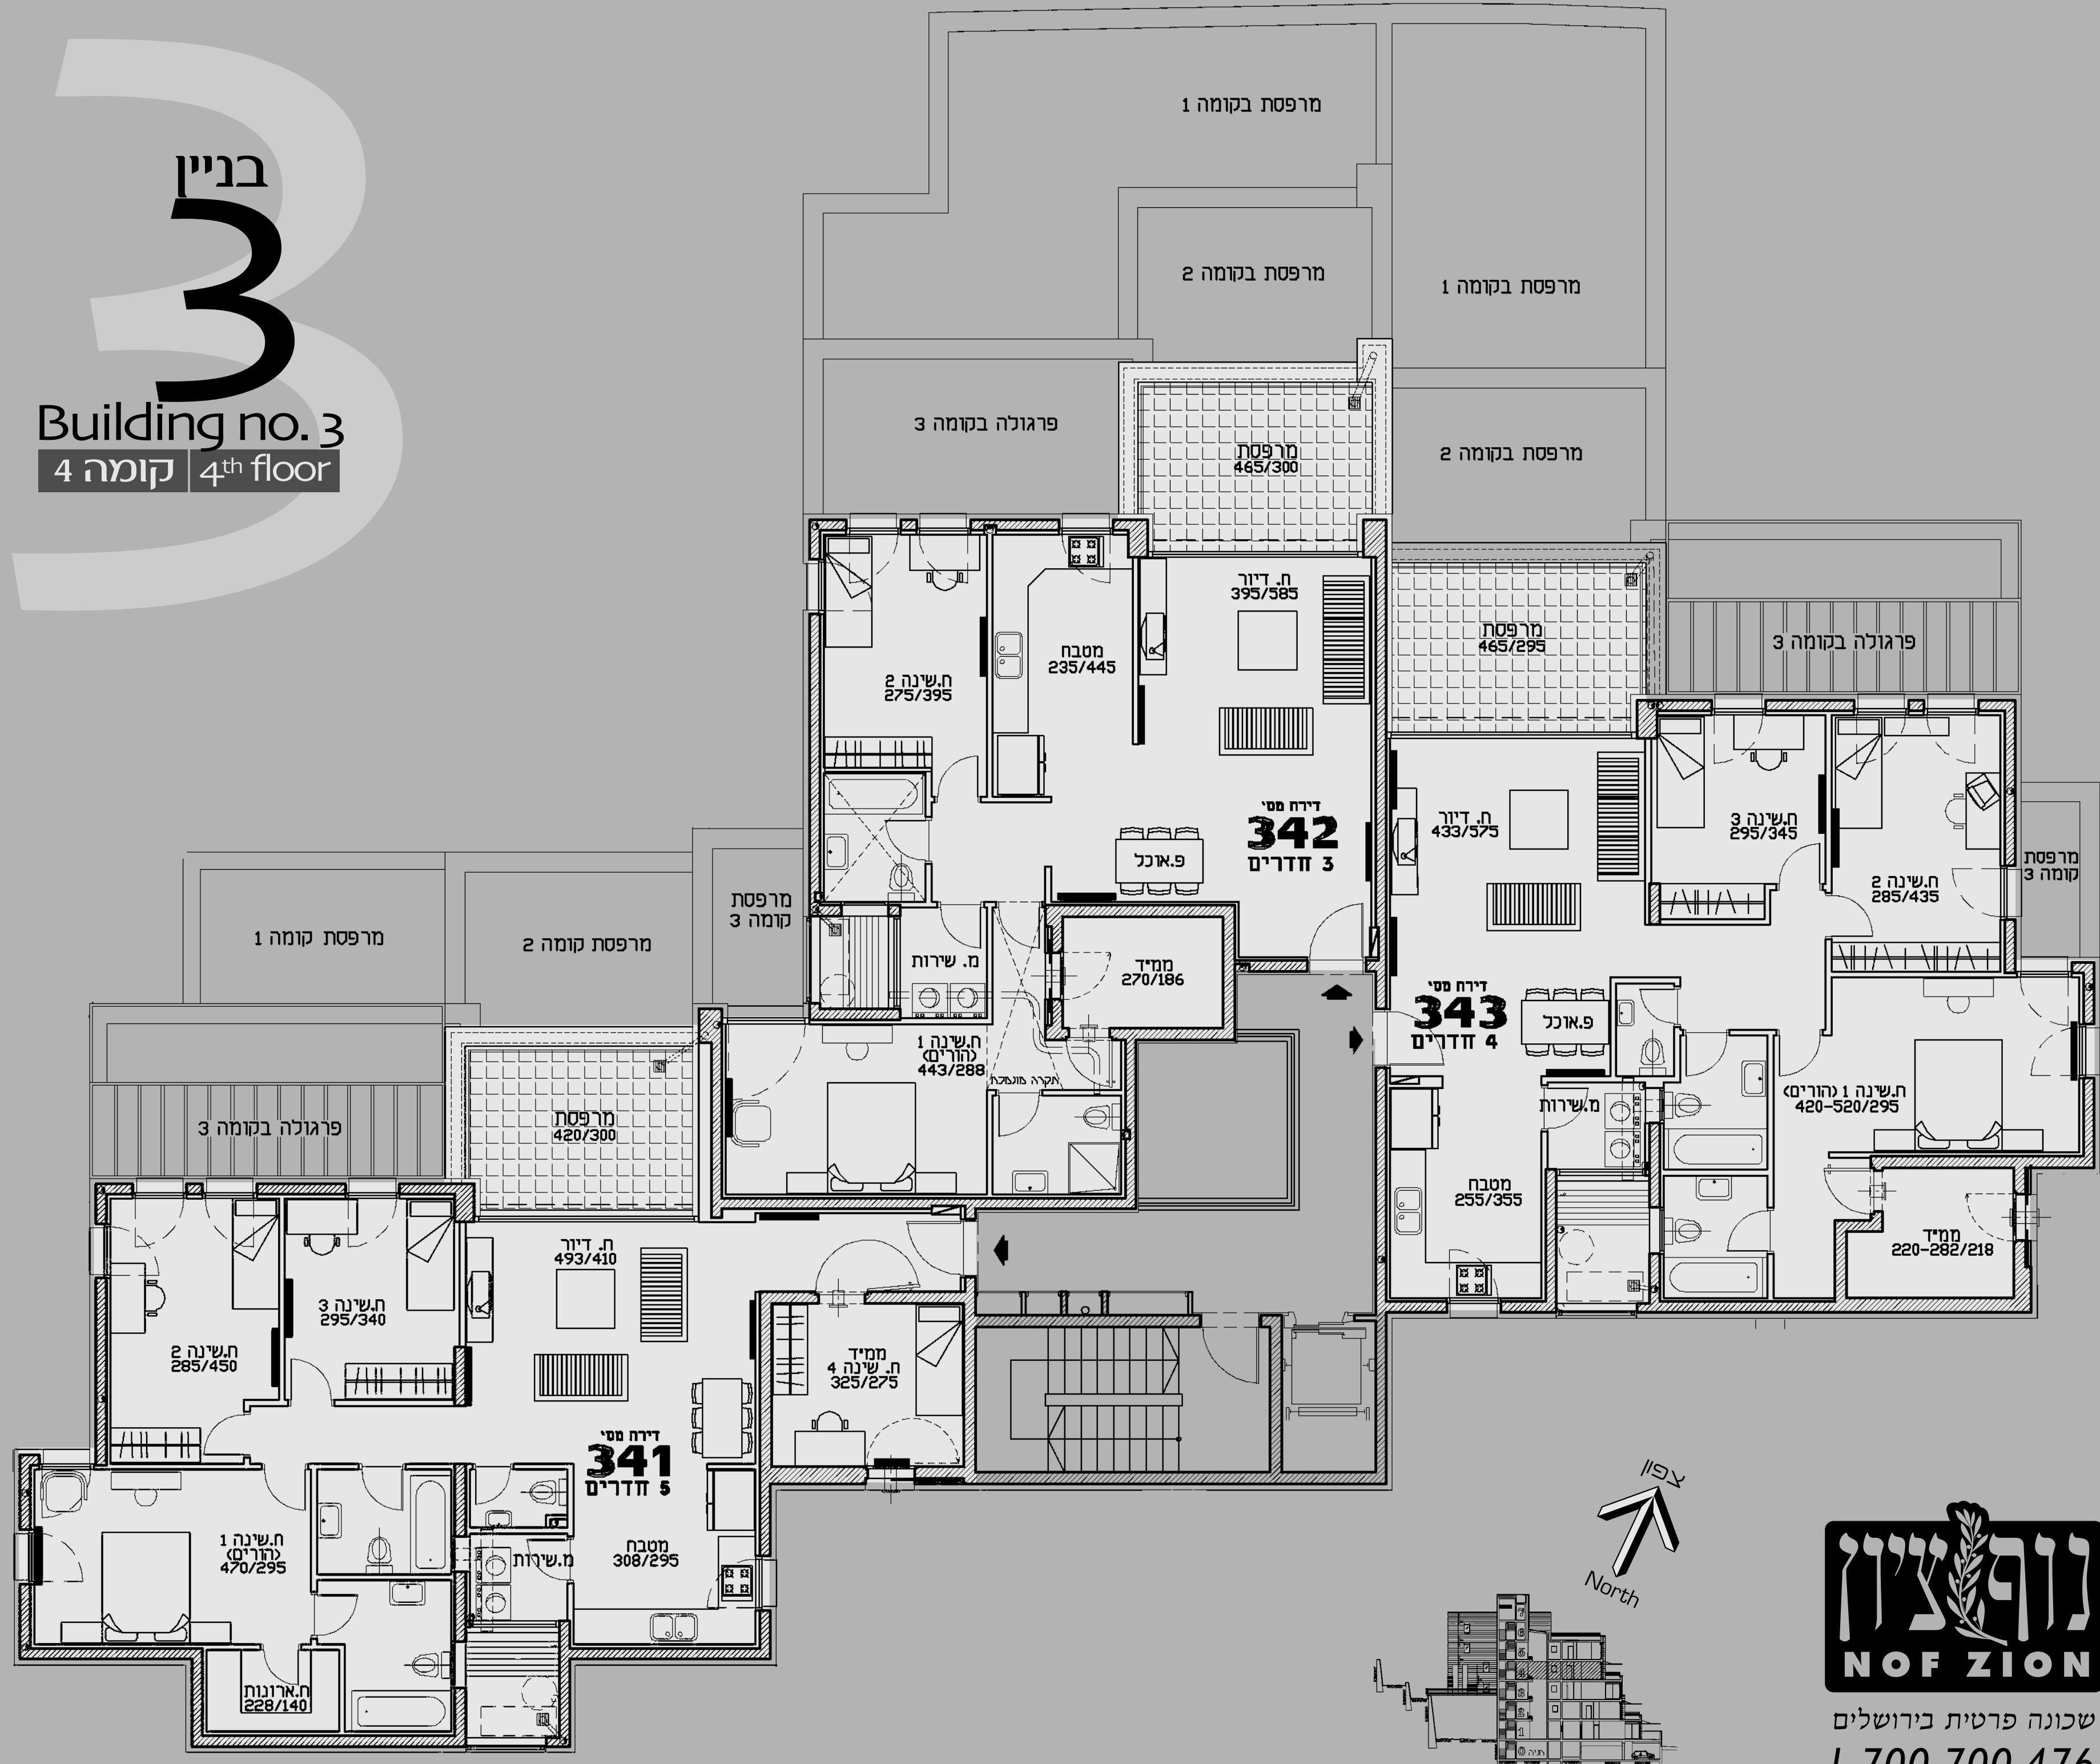 בניין
3
Building no. 3
קומה 4 | 4th floor
מרפסת בקומה 1
מרפסת בקומה 2
מרפסת בקומה 1
פרגולה בקומה 3
מרפסת
465/300
מרפסת בקומה 2
ח. דיור
395/585
מטבח
235/445
ח.שינה 2
275/395
מרפסת
465/295
פרגולה בקומה 3
דירה מס'
342
3 חדרים
פ.אוכל
ח. דיור
433/575
ח.שינה 3
295/345
ח.שינה 2
285/435
מרפסת
קומה 3
מרפסת
קומה 3
מרפסת קומה 1
מרפסת קומה 2
מ. שירות
ממ״ד
270/186
דירה מס'
343
4 חדרים
פ.אוכל
ח.שינה 1
(הורים)
443/288
תקרה מונמכת
מ.שירות
ח.שינה 1 (הורים)
420-520/295
פרגולה בקומה 3
מרפסת
420/300
מטבח
255/355
ממ״ד
220-282/218
ח. דיור
493/410
ח.שינה 3
295/340
ח.שינה 2
285/450
ממ״ד
ח. שינה 4
325/275
דירה מס'
341
5 חדרים
ח.שינה 1
(הורים)
470/295
מ.שירות
מטבח
308/295
ח.ארונות
228/140
צפון
North
נוף ציון
NOF ZION
שכונה פרטית בירושלים
1-700-700-476